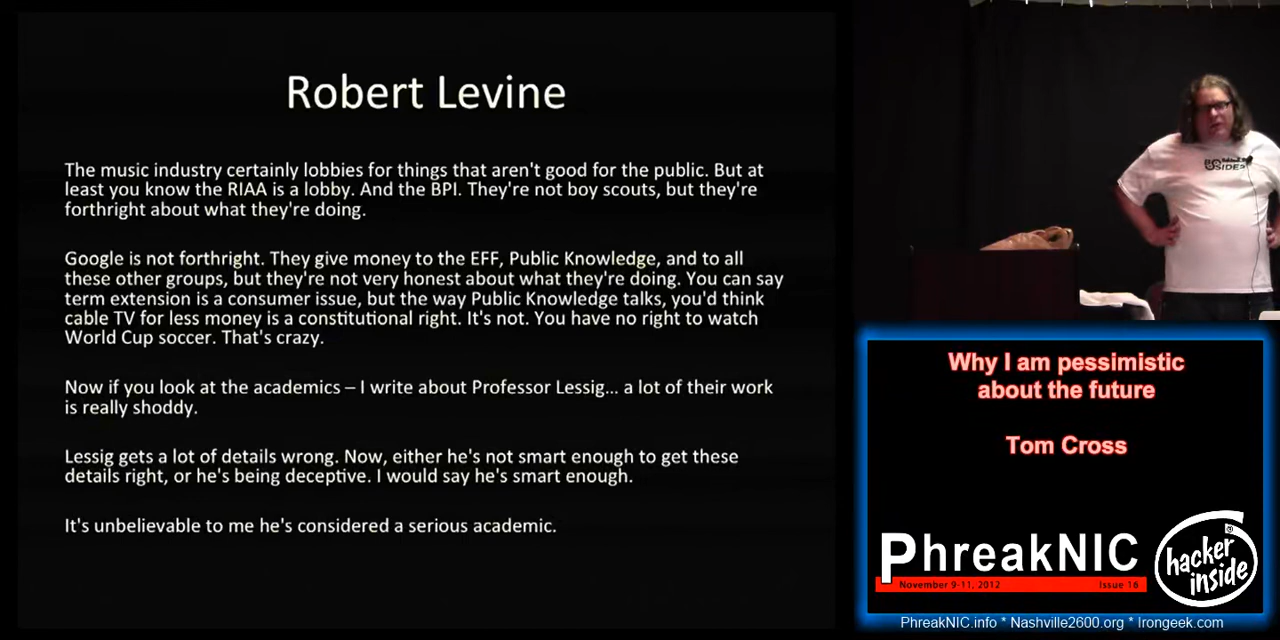 Robert Levine
The music industry certainly lobbies for things that aren't good for the public. But at
least you know the RIAA is a lobby. And the BPI. They're not boy scouts, but they're
forthright about what they're doing.
Google is not forthright. They give money to the EFF, Public Knowledge, and to all
these other groups, but they're not very honest about what they're doing. You can say
term extension is a consumer issue, but the way Public Knowledge talks, you'd think
cable TV for less money is a constitutional right. It's not. You have no right to watch
World Cup soccer. That's crazy.
Now if you look at the academics – I write about Professor Lessig... a lot of their work
is really shoddy.
Lessig gets a lot of details wrong. Now, either he's not smart enough to get these
details right, or he's being deceptive. I would say he's smart enough.
It's unbelievable to me he's considered a serious academic.
SIDES
Why I am pessimistic
about the future
Tom Cross
PhreakNIC
November 9-11, 2012 Issue 16
hacker
inside
PhreakNIC.info * Nashville2600.org * Irongeek.com